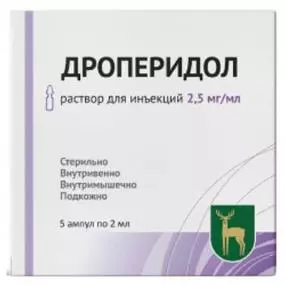 ДРОПЕРИДОЛ
раствор для инъекций 2,5 мг/мл
Стерильно
Внутривенно
Внутримышечно
Подкожно
5 ампул по 2 мл